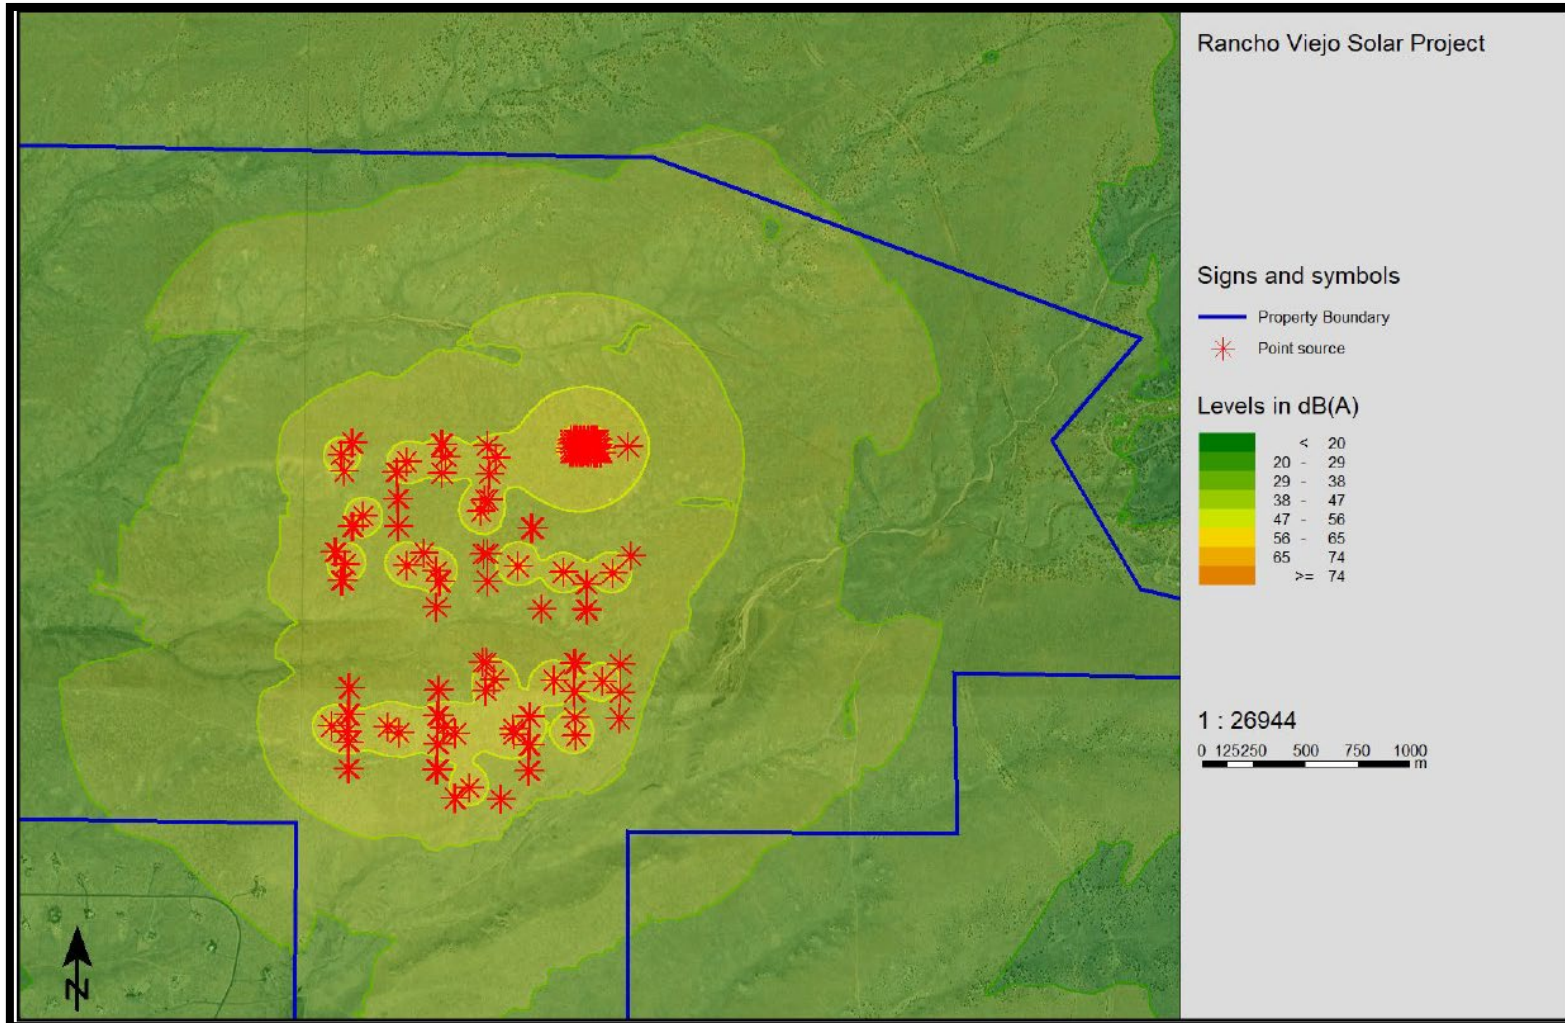 Rancho Viejo Solar Project
Signs and symbols
Property Boundary
Point source
Levels in dB(A)
< 20
20 - 29
29 - 38
38 - 47
47 - 56
56 - 65
65 74
>= 74
1 : 26944
0 125250 500 750 1000
m
N